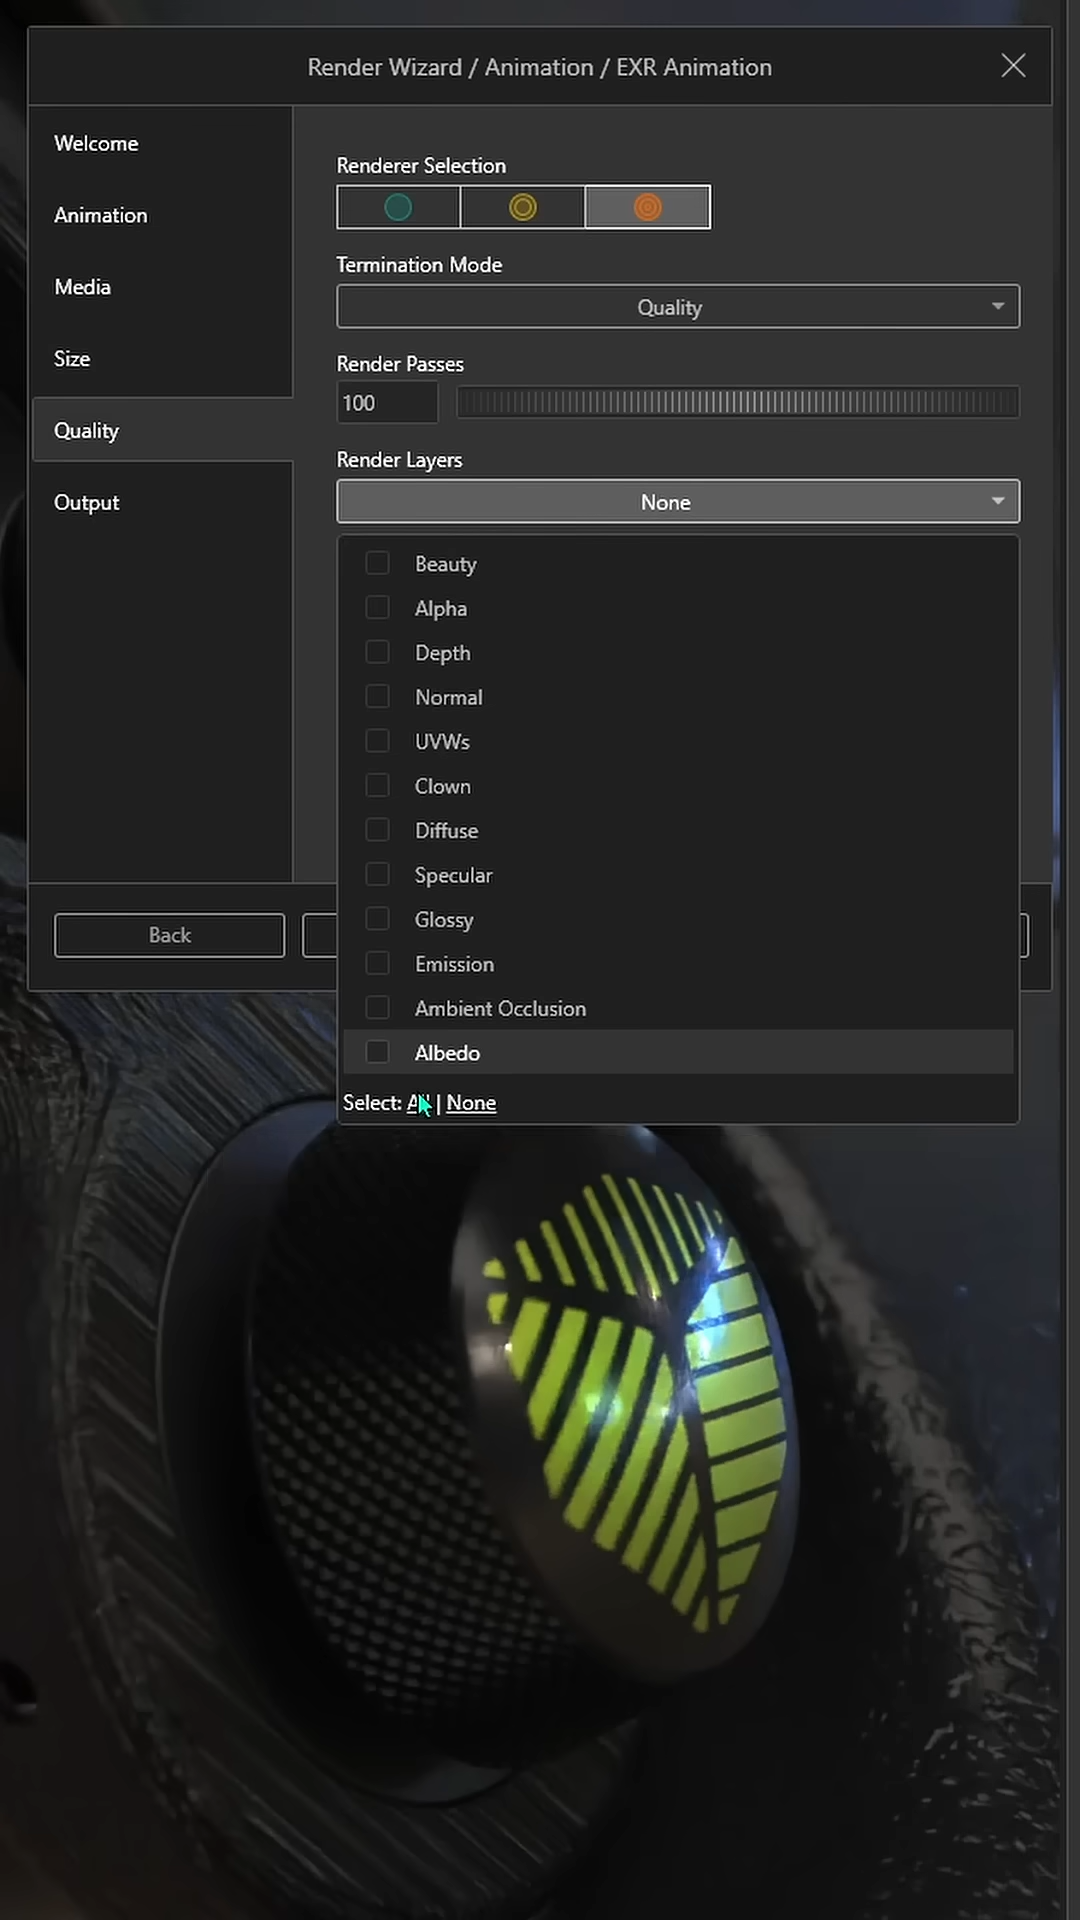 Render Wizard / Animation / EXR Animation
Welcome
Animation
Media
Size
Quality
Output
Renderer Selection
Termination Mode
Quality
Render Passes
100
Render Layers
None
Beauty
Alpha
Depth
Normal
UVWs
Clown
Diffuse
Specular
Glossy
Emission
Ambient Occlusion
Albedo
Select: | None
Back